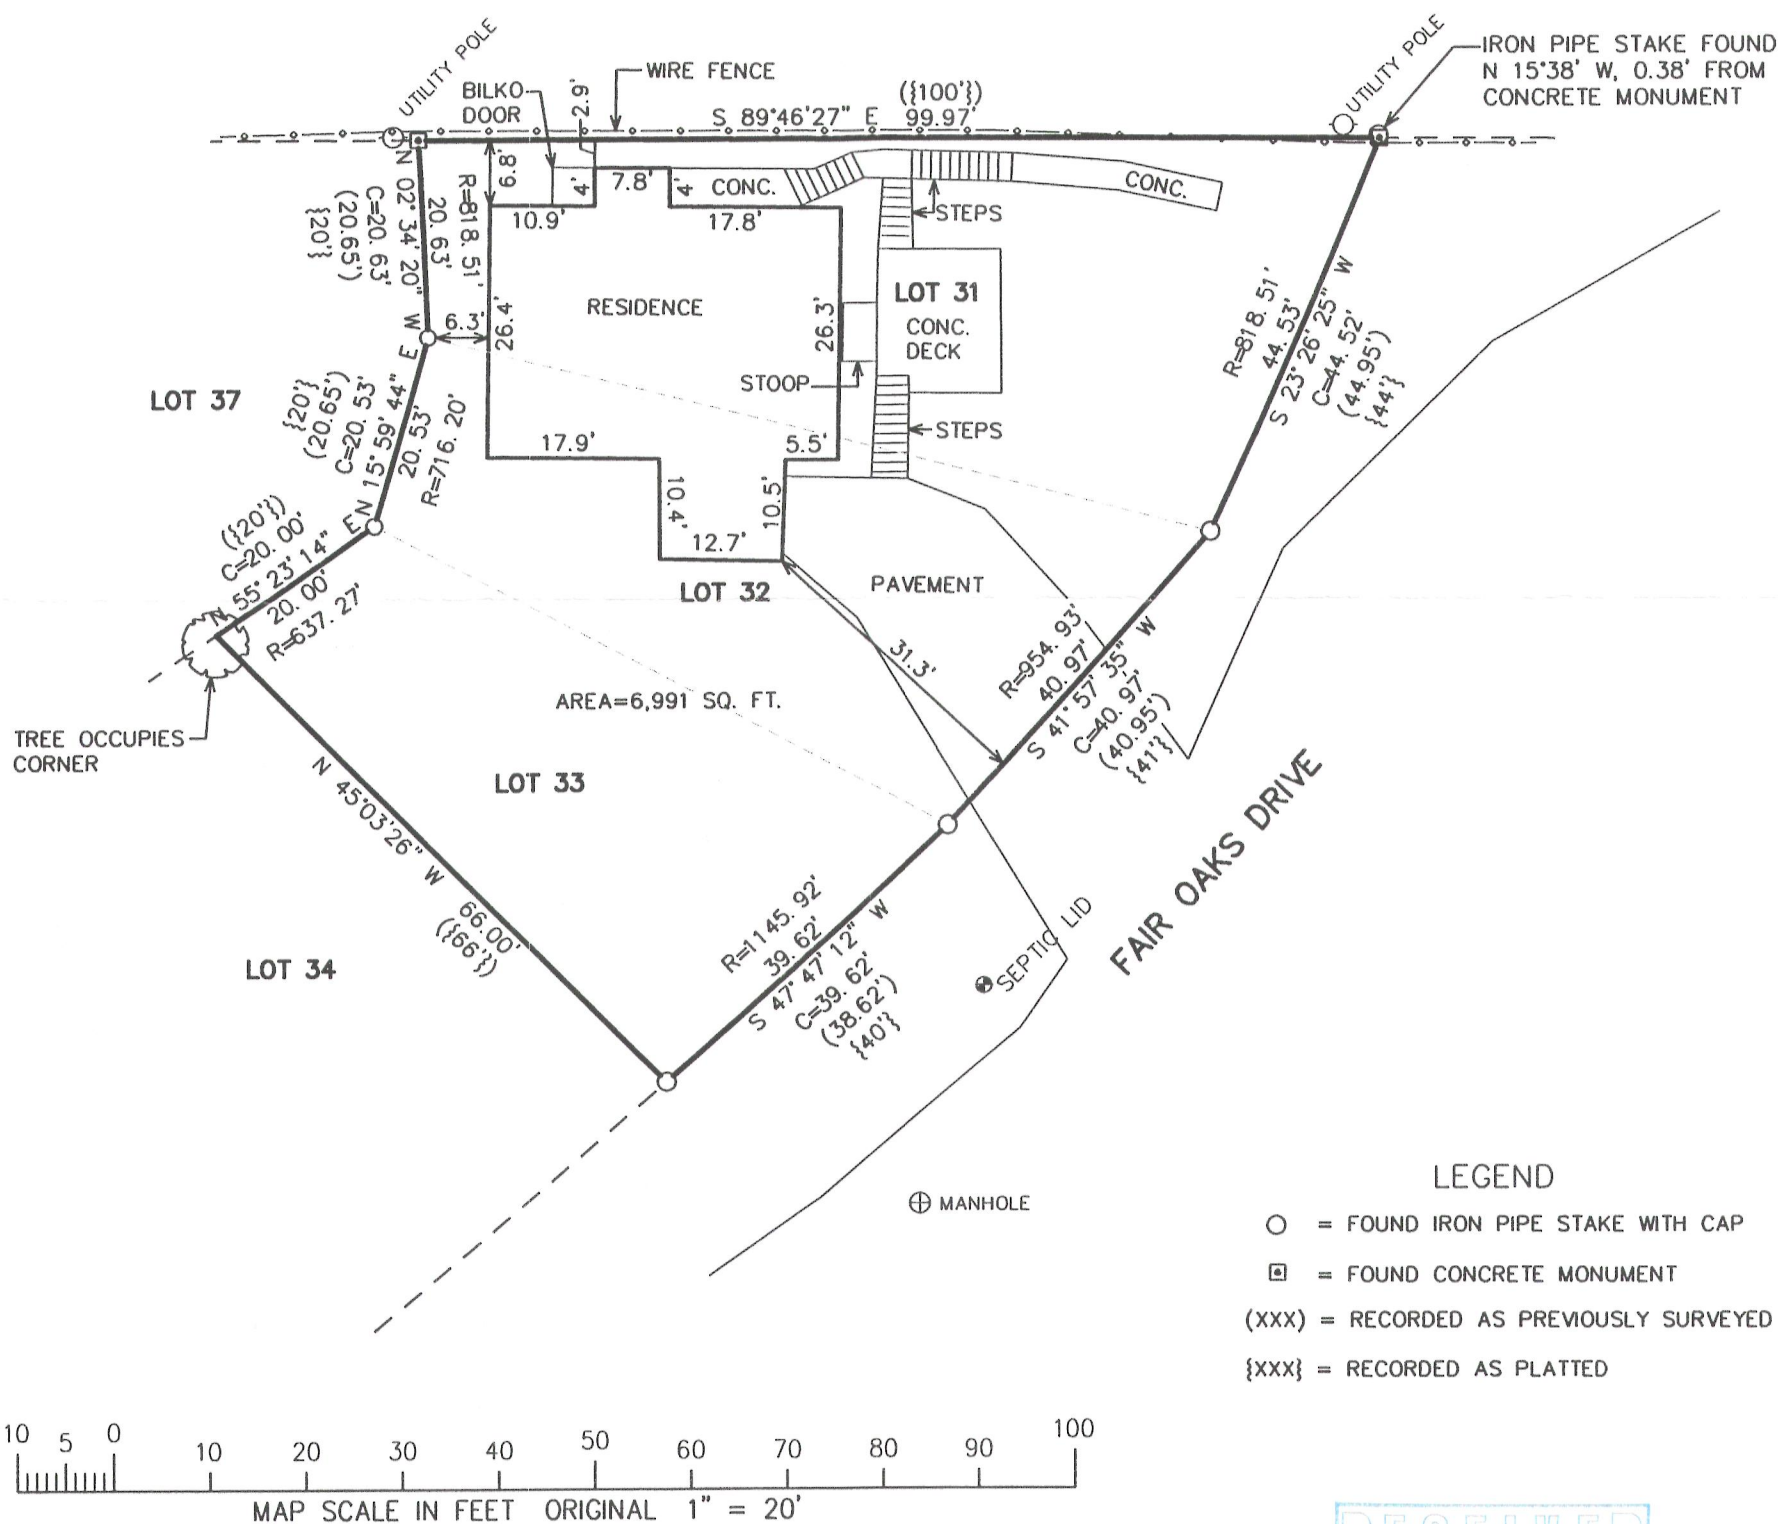 UTILITY POLE
BILKO
DOOR
2.9'
WIRE FENCE
({100'})
S 89°46'27" E 99.97'
UTILITY POLE
IRON PIPE STAKE FOUND
N 15°38' W, 0.38' FROM
CONCRETE MONUMENT
6.8'
4'
7.8'
4'
CONC.
CONC.
10.9'
17.8'
STEPS
R=818.51'
20.63'
N 02° 34' 20" W
C=20.63'
(20.65')
{20'}
RESIDENCE
LOT 31
CONC.
DECK
6.3'
26.4'
26.3'
STOOP
STEPS
R=818.51'
44.53'
S 23° 26' 25" W
C=44.52'
(44.95')
{44'}
LOT 37
{20'}
(20.65')
C=20.53'
N 15° 59' 44" E
20.53'
R=716.20'
17.9'
5.5'
10.4'
10.5'
12.7'
({20'})
C=20.00'
N 55° 23' 14" E
20.00'
R=637.27'
LOT 32
PAVEMENT
31.3'
R=954.93'
40.97'
S 41° 57' 35" W
C=40.97'
(40.95')
{41'}
AREA=6,991 SQ. FT.
TREE OCCUPIES
CORNER
LOT 33
N 45°03'26" W 66.00'
({66'})
LOT 34
R=1145.92'
39.62'
S 47° 47' 12" W
C=39.62'
(38.62')
{40'}
SEPTIC LID
FAIR OAKS DRIVE
MANHOLE
LEGEND
= FOUND IRON PIPE STAKE WITH CAP
= FOUND CONCRETE MONUMENT
(XXX) = RECORDED AS PREVIOUSLY SURVEYED
{XXX} = RECORDED AS PLATTED
10 5 0 10 20 30 40 50 60 70 80 90 100
MAP SCALE IN FEET ORIGINAL 1" = 20'
RECEIVED